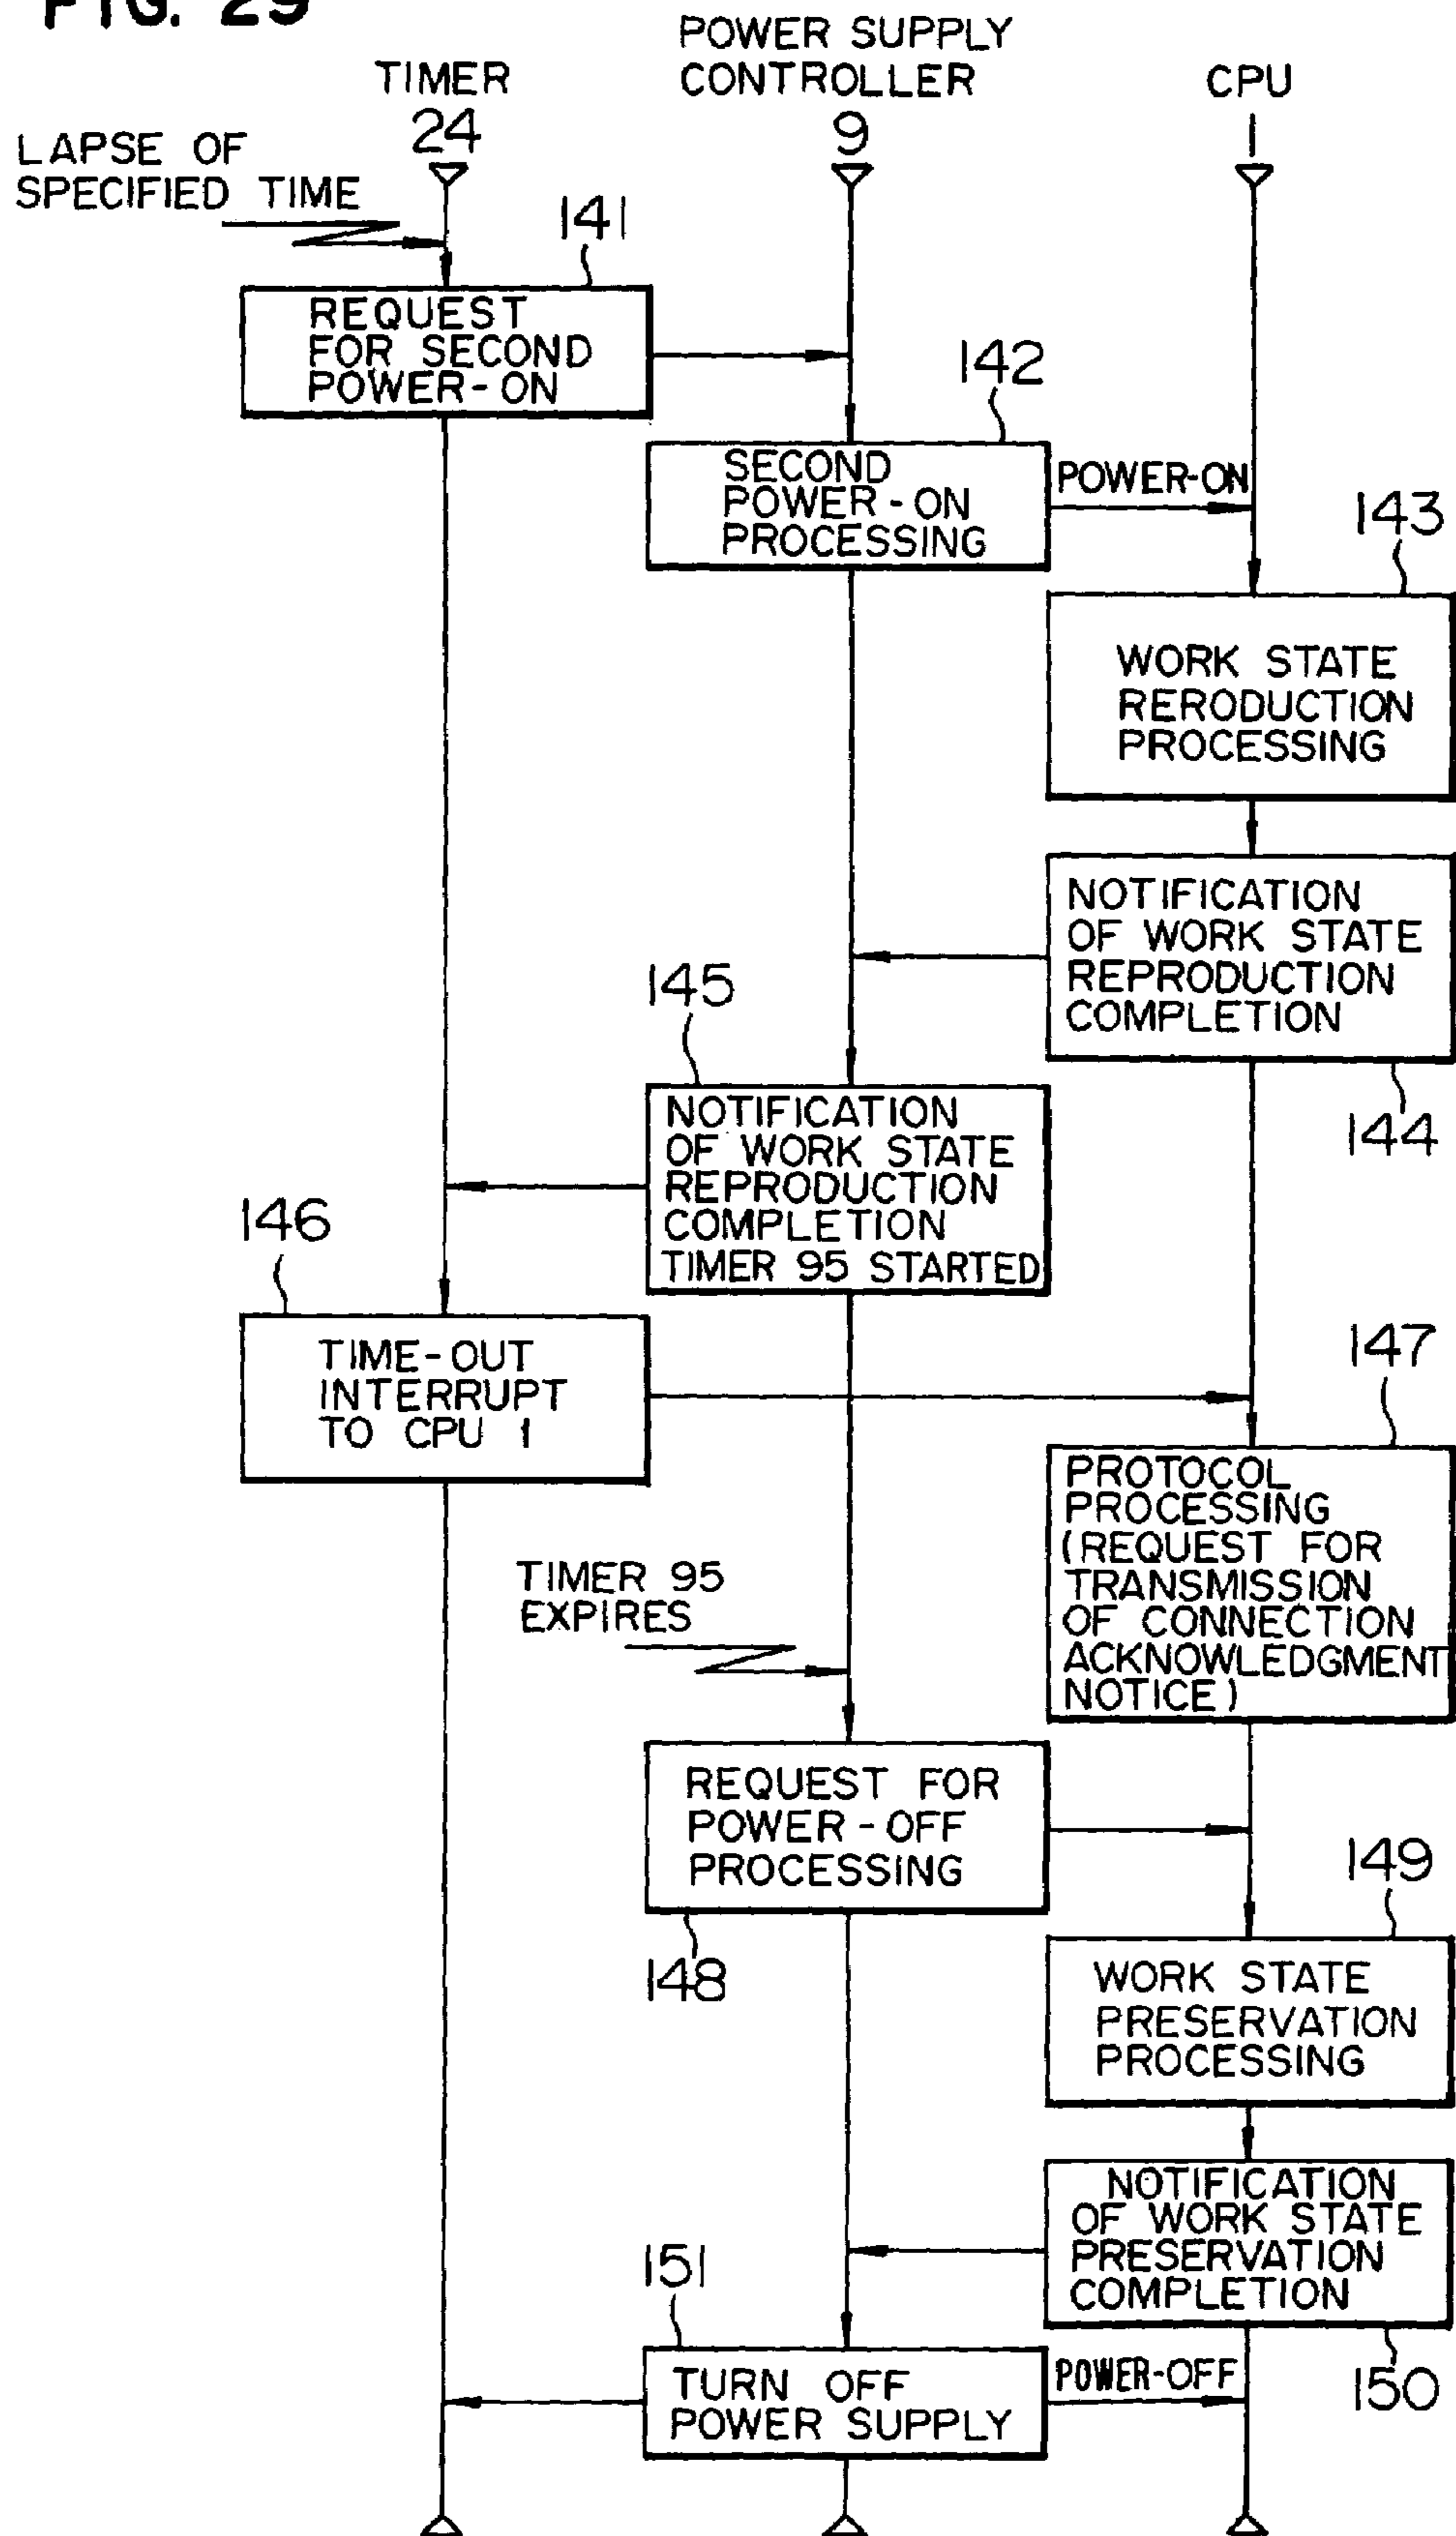 FIG. 29
TIMER
24
POWER SUPPLY
CONTROLLER
9
CPU
1
LAPSE OF
SPECIFIED TIME
141
REQUEST
FOR SECOND
POWER-ON
142
SECOND
POWER-ON
PROCESSING
POWER-ON
143
WORK STATE
RERODUCTION
PROCESSING
NOTIFICATION
OF WORK STATE
REPRODUCTION
COMPLETION
144
145
NOTIFICATION
OF WORK STATE
REPRODUCTION
COMPLETION
TIMER 95 STARTED
146
TIME-OUT
INTERRUPT
TO CPU 1
147
PROTOCOL
PROCESSING
(REQUEST FOR
TRANSMISSION
OF CONNECTION
ACKNOWLEDGMENT
NOTICE)
TIMER 95
EXPIRES
REQUEST FOR
POWER-OFF
PROCESSING
148
149
WORK STATE
PRESERVATION
PROCESSING
NOTIFICATION
OF WORK STATE
PRESERVATION
COMPLETION
150
151
TURN OFF
POWER SUPPLY
POWER-OFF